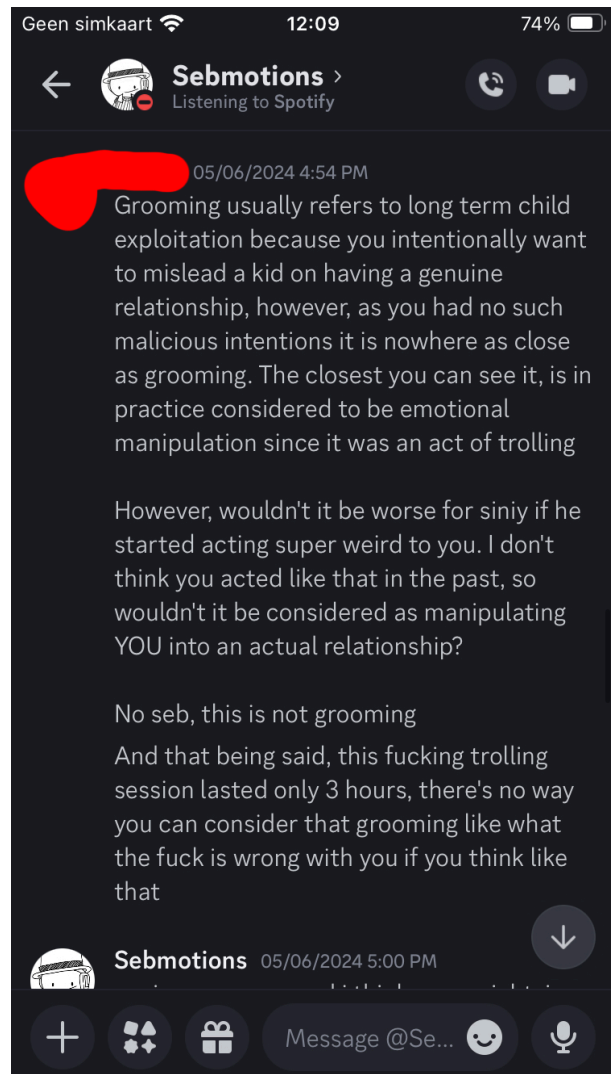 Geen simkaart 12:09 74%
Sebmotions >
Listening to Spotify
05/06/2024 4:54 PM
Grooming usually refers to long term child
exploitation because you intentionally want
to mislead a kid on having a genuine
relationship, however, as you had no such
malicious intentions it is nowhere as close
as grooming. The closest you can see it, is in
practice considered to be emotional
manipulation since it was an act of trolling
However, wouldn't it be worse for siniy if he
started acting super weird to you. I don't
think you acted like that in the past, so
wouldn't it be considered as manipulating
YOU into an actual relationship?
No seb, this is not grooming
And that being said, this fucking trolling
session lasted only 3 hours, there's no way
you can consider that grooming like what
the fuck is wrong with you if you think like
that
Sebmotions 05/06/2024 5:00 PM
Message @Se...